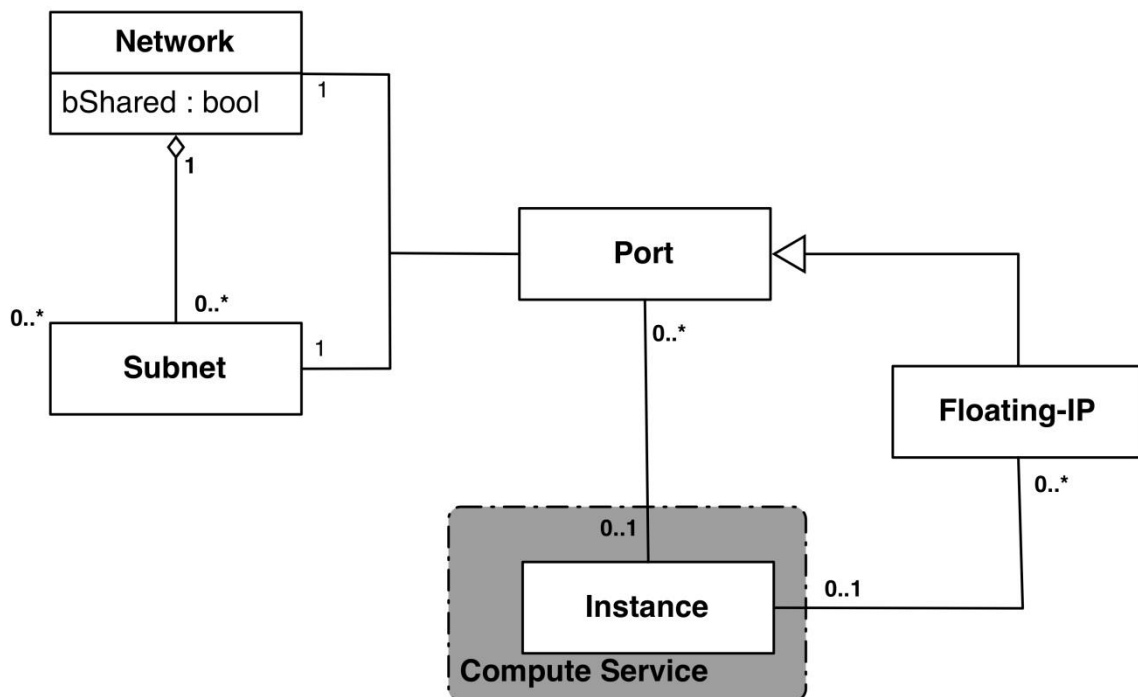 Network
bShared : bool
1
1
Port
0..*
0..*
0..*
Subnet
1
Floating-IP
0..*
0..1
Instance
0..1
Compute Service